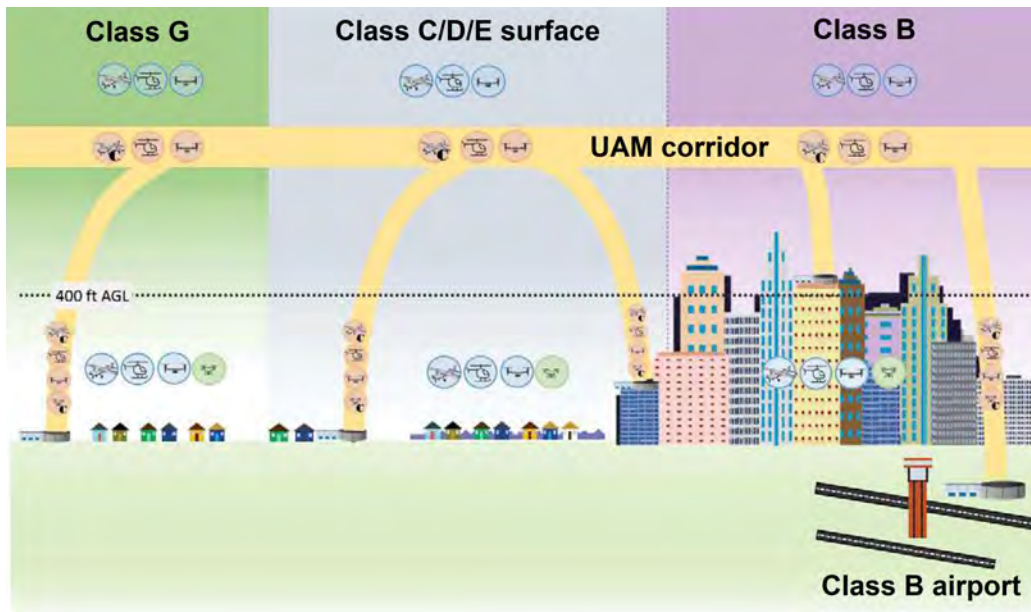 Class G
Class C/D/E surface
Class B
C
C
UAM corridor
C
400 ft AGL
C
C
C
C
C
C
C
C
Class B airport